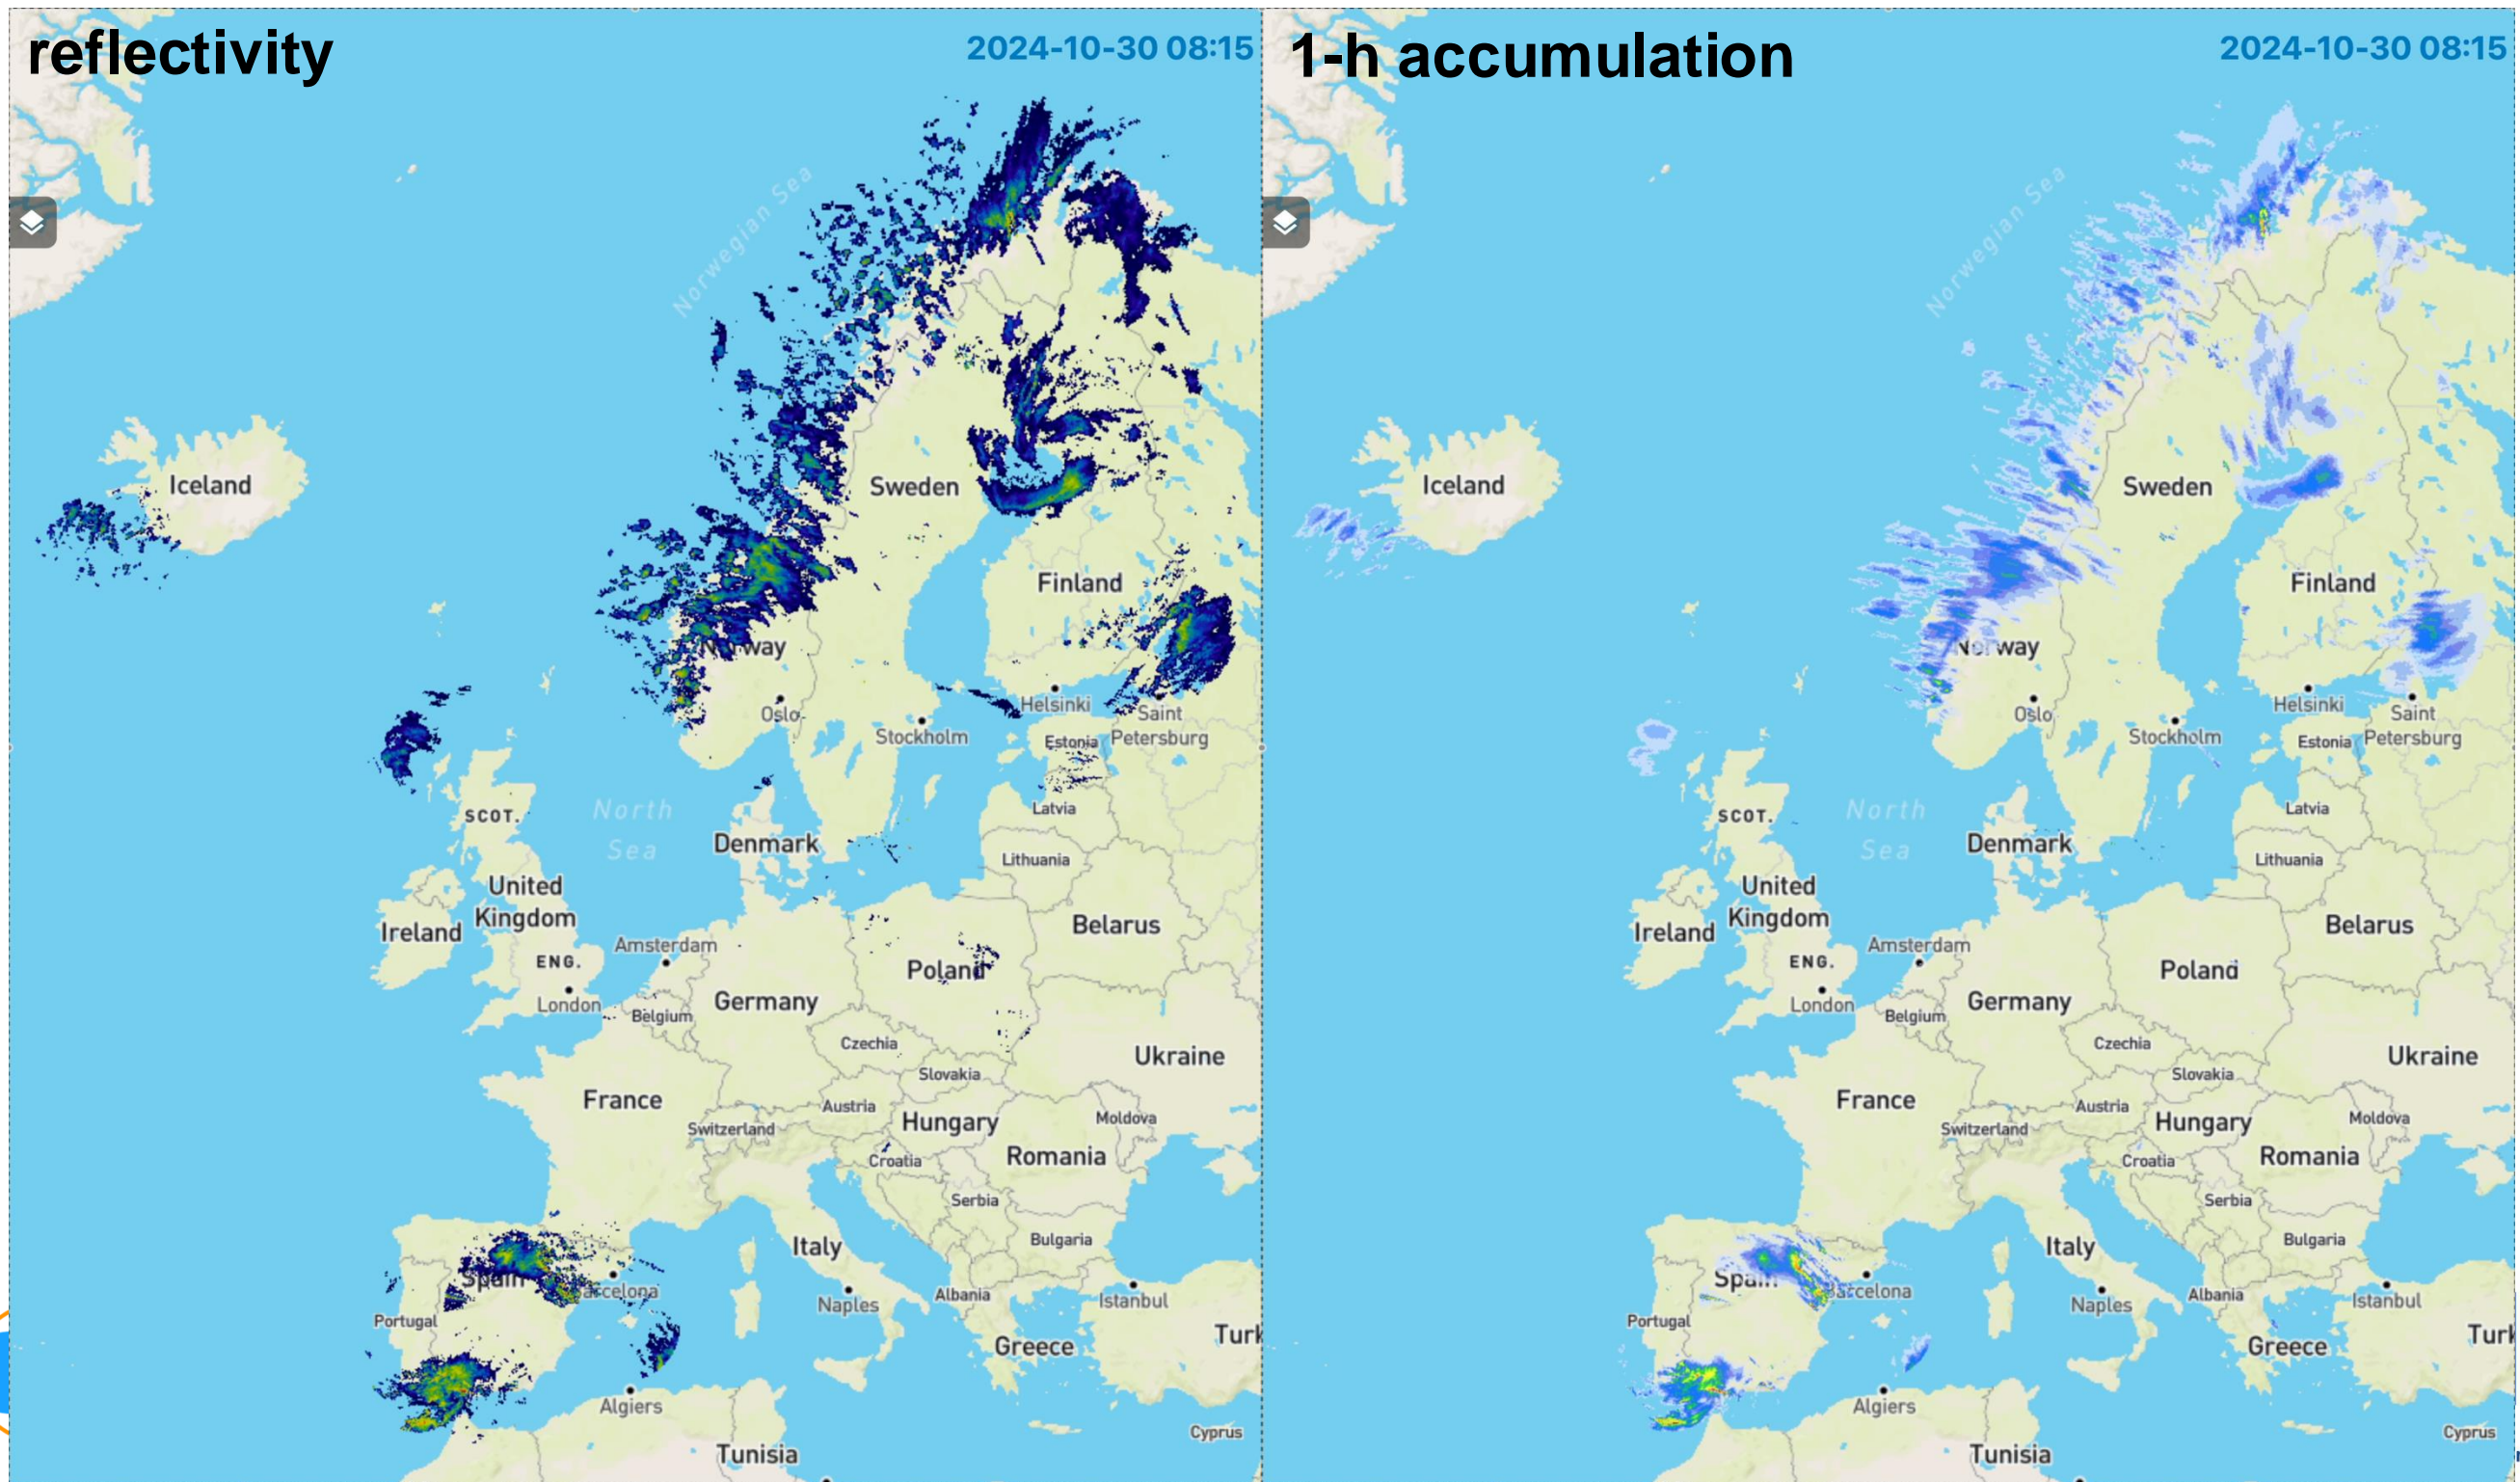 reflectivity
2024-10-30 08:15
Norwegian Sea
Iceland
Sweden
Finland
Norway
Oslo
Helsinki
Saint
Petersburg
Stockholm
Estonia
North
Sea
SCOT.
Latvia
Denmark
Lithuania
United
Kingdom
Ireland
Belarus
Amsterdam
ENG.
Poland
London
Germany
Belgium
Czechia
Ukraine
Slovakia
France
Austria
Hungary
Moldova
Switzerland
Croatia
Romania
Serbia
Bulgaria
Italy
Spain
Barcelona
Naples
Albania
Istanbul
Portugal
Greece
Turk
Algiers
Cyprus
Tunisia
1-h accumulation
2024-10-30 08:15
Norwegian Sea
Iceland
Sweden
Finland
Norway
Oslo
Helsinki
Saint
Petersburg
Stockholm
Estonia
North
Sea
SCOT.
Latvia
Denmark
Lithuania
United
Kingdom
Ireland
Belarus
Amsterdam
ENG.
Poland
London
Germany
Belgium
Czechia
Ukraine
Slovakia
France
Austria
Hungary
Moldova
Switzerland
Croatia
Romania
Serbia
Bulgaria
Italy
Spain
Barcelona
Naples
Albania
Istanbul
Portugal
Greece
Turk
Algiers
Cyprus
Tunisia